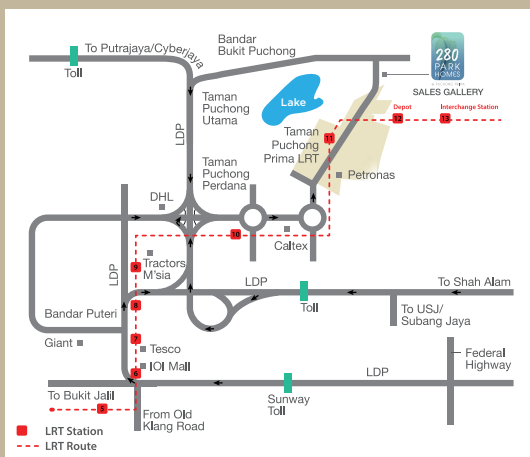 To Putrajaya/Cyberjaya
Toll
Bandar
Bukit Puchong
280
PARK
HOMES
SALES GALLERY
Taman
Puchong
Utama
Lake
LDP
Depot
Interchange Station
12
13
11
Taman
Puchong
Prima LRT
Taman
Puchong
Perdana
Petronas
DHL
10
Caltex
LDP
9
Tractors
M'sia
LDP
To Shah Alam
8
Toll
Bandar Puteri
To USJ/
Subang Jaya
Giant
7
Tesco
IOI Mall
6
Federal
Highway
LDP
To Bukit Jalil
Sunway
Toll
5
From Old
Klang Road
LRT Station
LRT Route